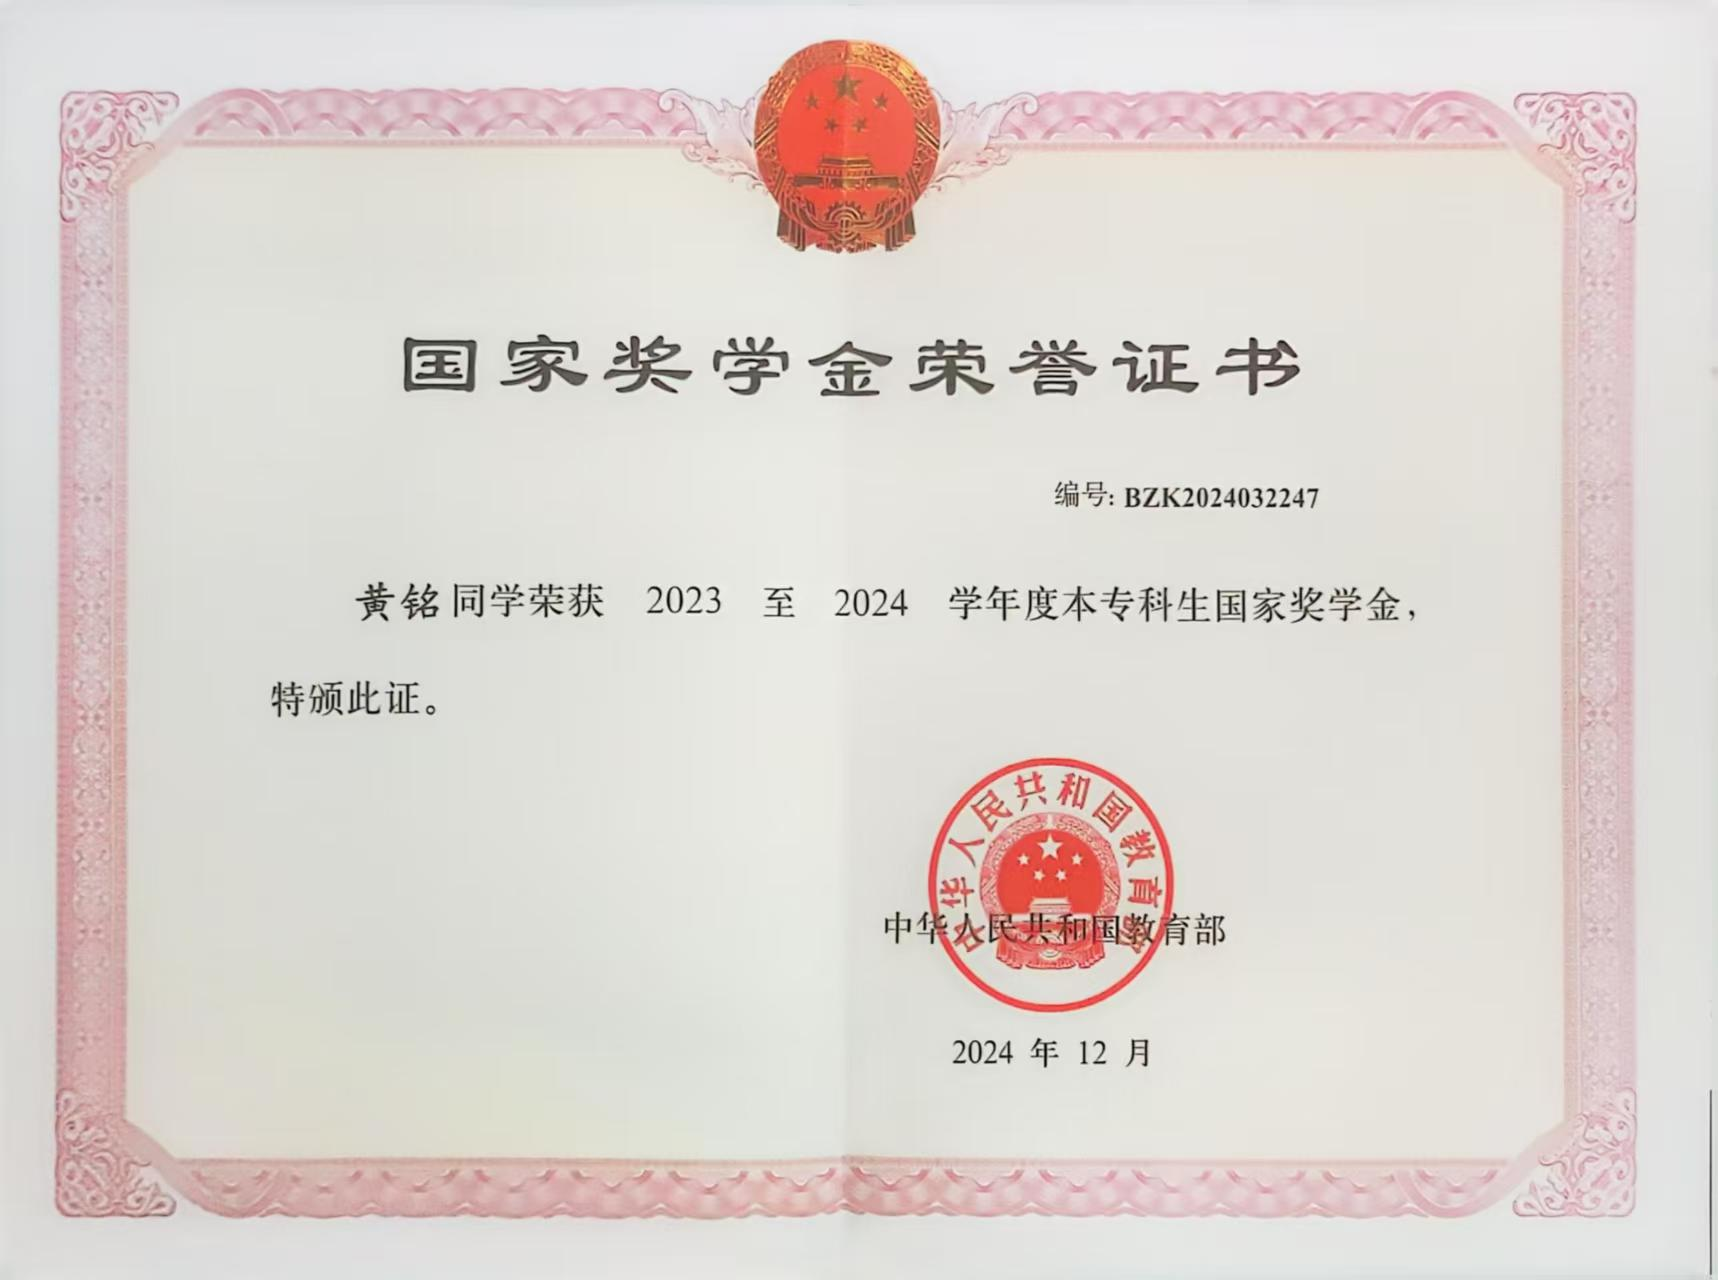 国家奖学金荣誉证书
编号: BZK2024032247
黄铭同学荣获 2023 至 2024 学年度本专科生国家奖学金，
特颁此证。
中华人民共和国教育部
中华人民共和国教育部
2024 年 12 月